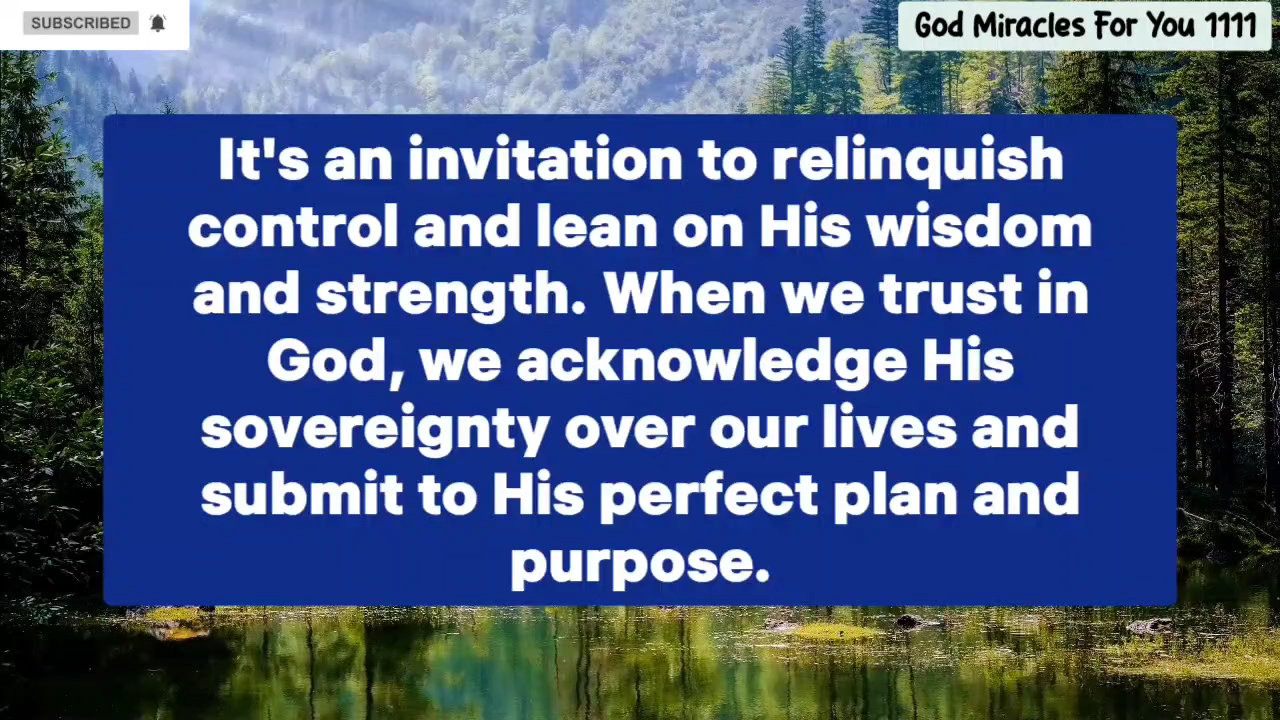 SUBSCRIBED
God Miracles For You 1111
It's an invitation to relinquish
control and lean on His wisdom
and strength. When we trust in
God, we acknowledge His
sovereignty over our lives and
submit to His perfect plan and
purpose.